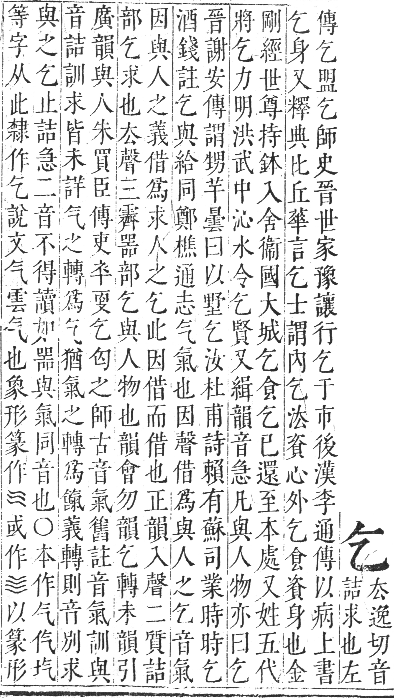 乞 㐫逸切音
詰求也左
傳乞盟乞師史晉世家豫讓行乞于市後漢李通傳以病上書
乞身又釋典比丘華言乞士謂內乞法資心外乞食資身也金
剛經世尊持鉢入舍衞國大城乞食乞已還至本處又姓五代
將乞力明洪武中沁水令乞賢又緝韻音急凡與人物亦曰乞
晉謝安傳謂甥羊曇曰以墅乞汝杜甫詩賴有蘇司業時時乞
酒錢註乞與給同鄭樵通志气氣也因聲借爲與人之乞音氣
因與人之義借爲求人之乞此因借而借也正韻入聲二質詰
部乞求也去聲三霽器部乞與人物也韻會勿韻乞轉未韻引
廣韻與人朱買臣傳吏卒更乞匄之師古音氣舊註音氣訓與
音詰訓求皆未詳气之轉爲乞猶氣之轉爲餼義轉則音別求
與之乞止詰急二音不得讀如器與氣同音也〇本作气伔汽
等字从此隸作乞說文气雲气也象形篆作〓或作〓以篆形